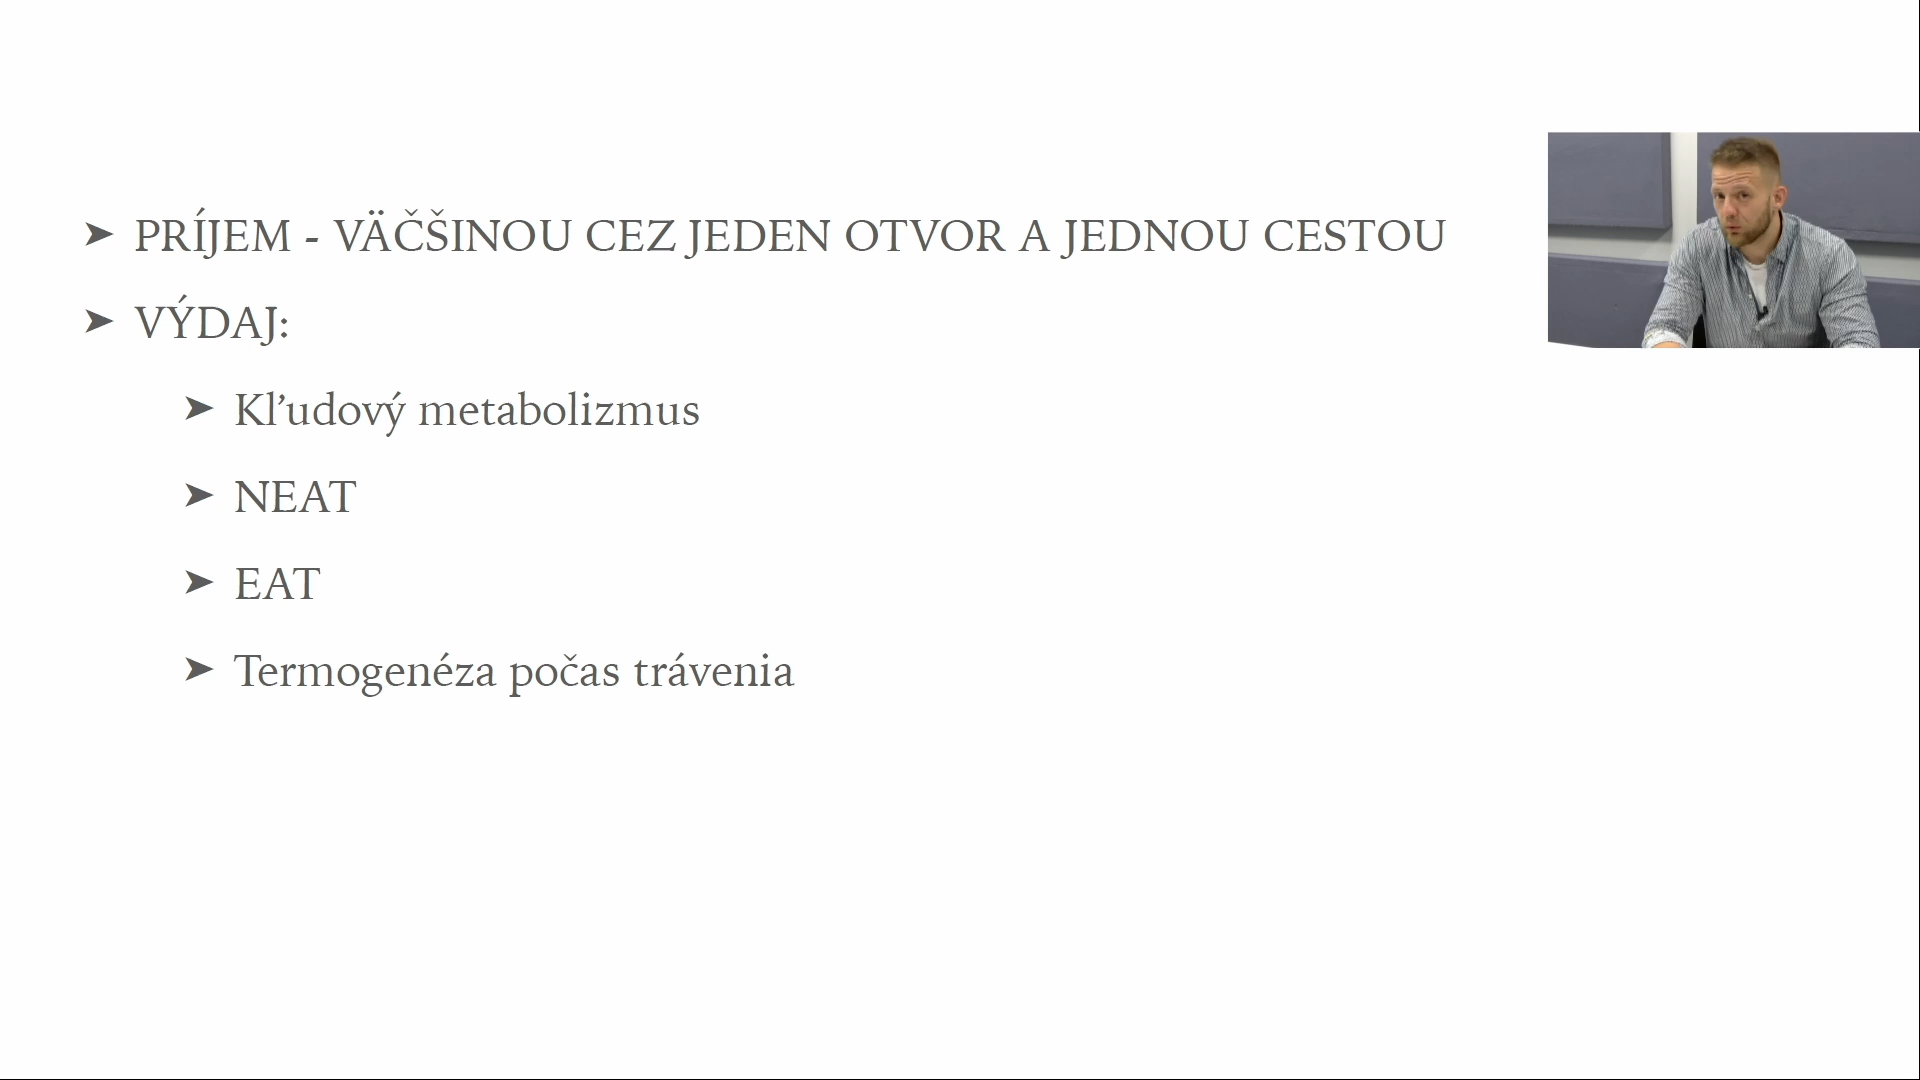 PRÍJEM - VÄČŠINOU CEZ JEDEN OTVOR A JEDNOU CESTOU
VÝDAJ:
Kľudový metabolizmus
NEAT
EAT
Termogenéza počas trávenia